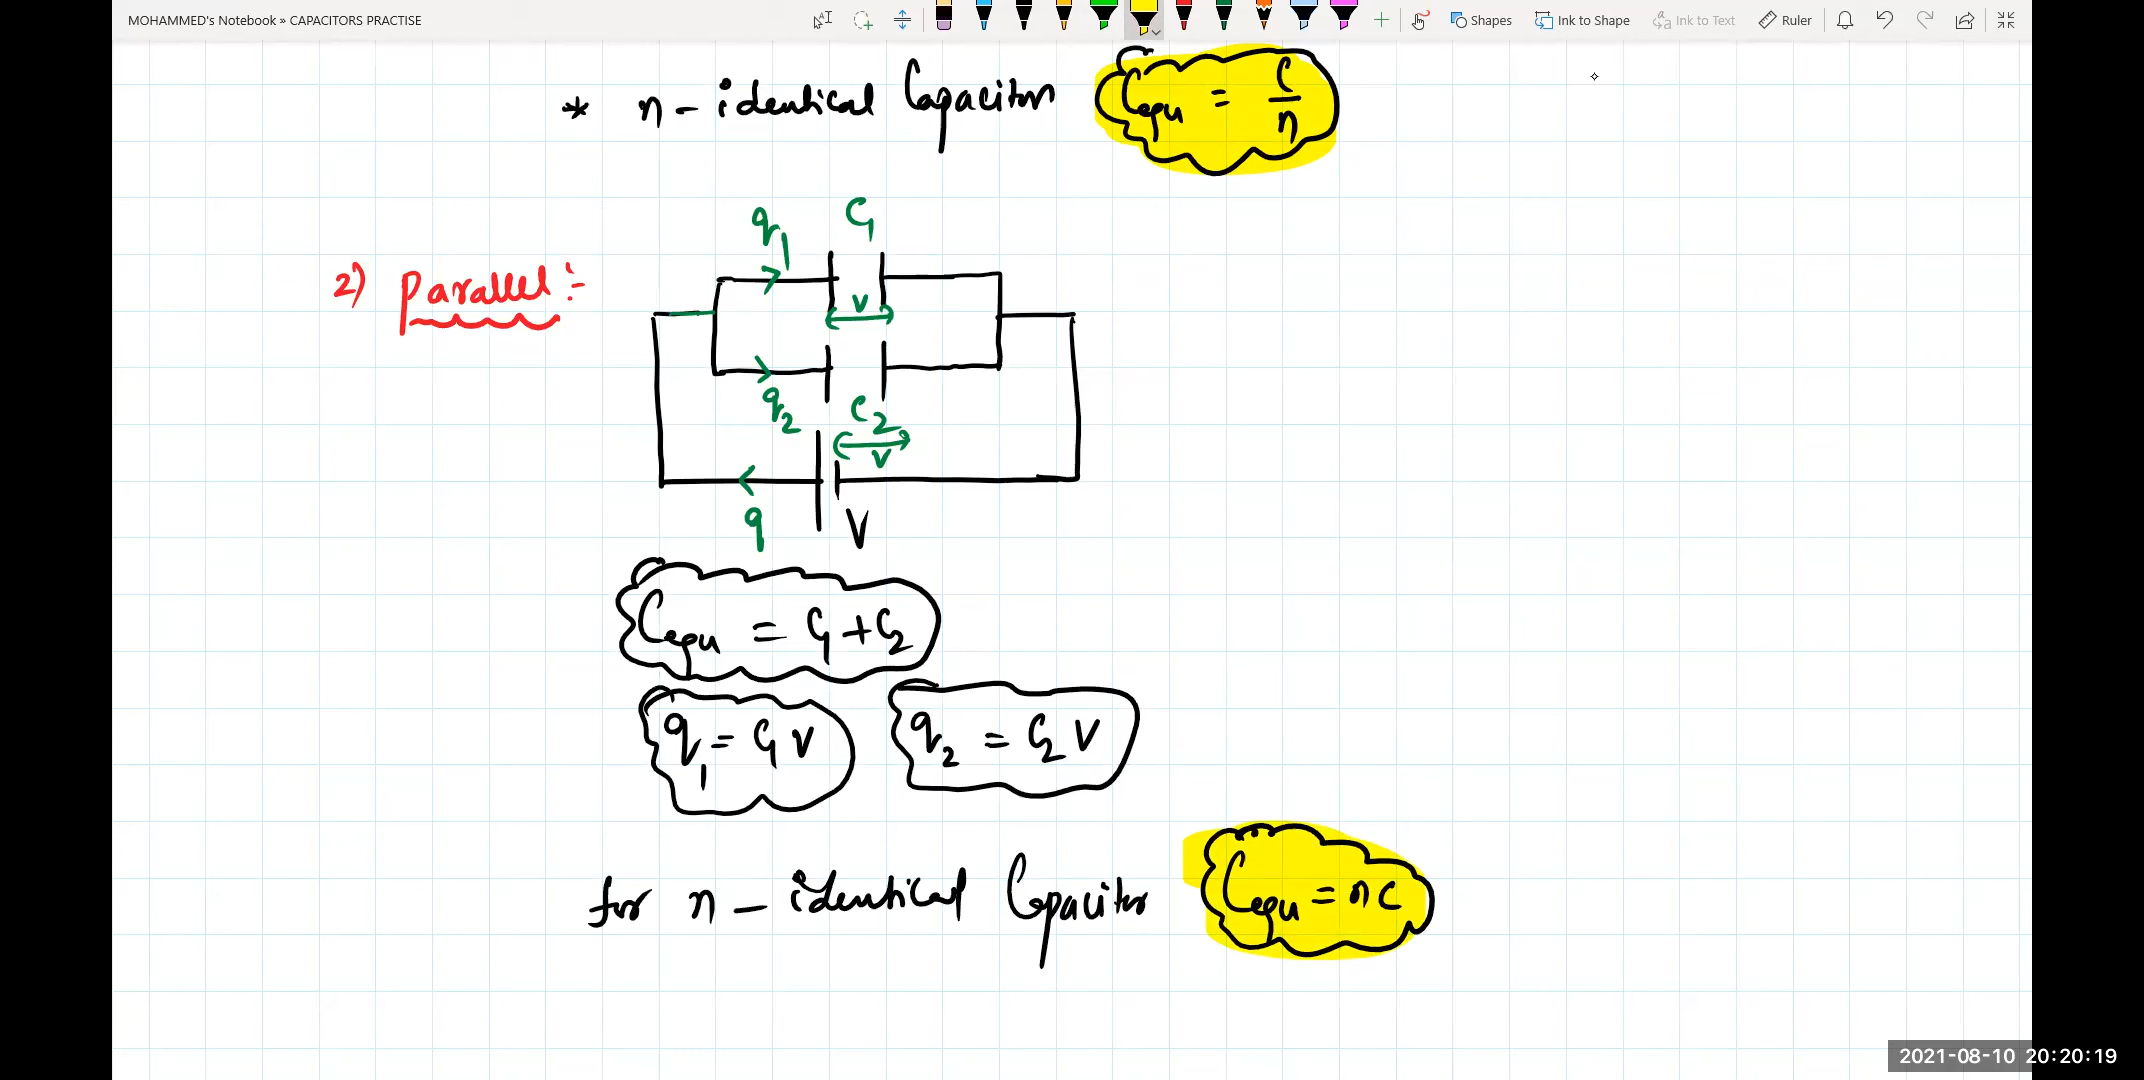 MOHAMMED's Notebook » CAPACITORS PRACTISE
Shapes Ink to Shape Ink to Text Ruler
* n - identical Capacitors Cequ = C/n
q1 C1
2) Parallel :-
V
q2 C2
V
q V
Cequ = C1 + C2
q1 = C1 V q2 = C2 V
for n - identical Capacitor Cequ = nC
2021-08-10 20:20:19